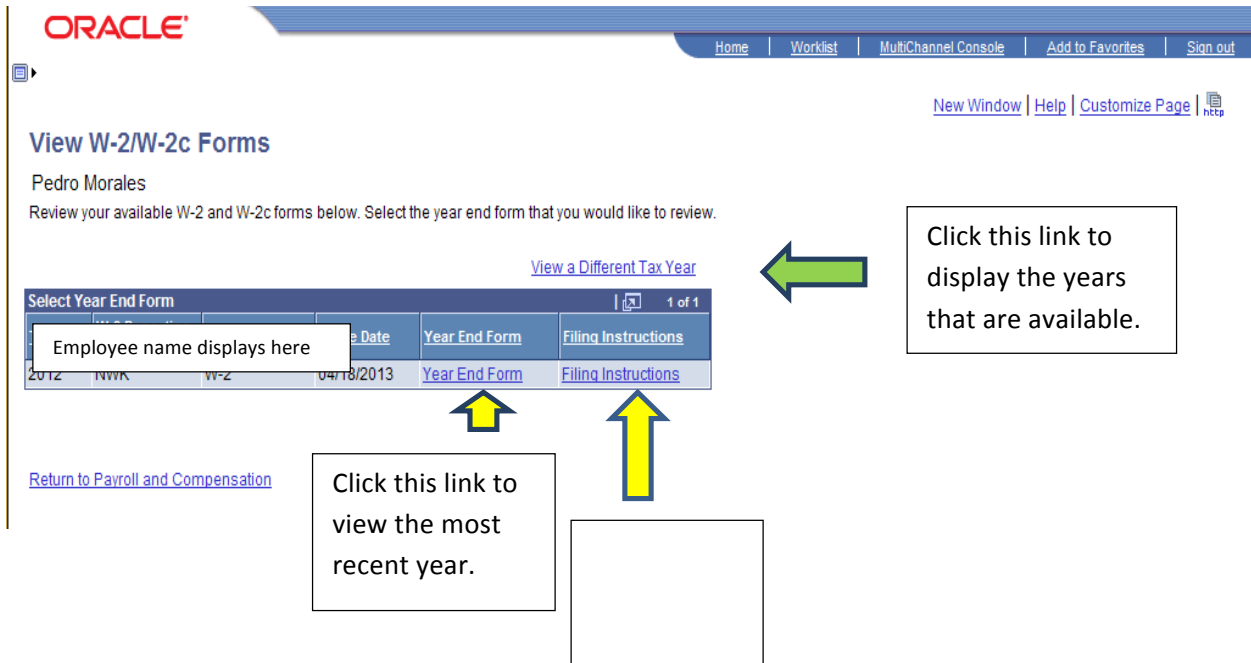 ORACLE'
Home | Worklist | MultiChannel Console | Add to Favorites | Sign out
New Window | Help | Customize Page | http
View W-2/W-2c Forms
Pedro Morales
Review your available W-2 and W-2c forms below. Select the year end form that you would like to review.
View a Different Tax Year
Click this link to
display the years
that are available.
Select Year End Form | 1 of 1
Employee name displays here
Date Year End Form Filing Instructions
2012 NWK W-2 04/18/2013 Year End Form Filing Instructions
Return to Payroll and Compensation
Click this link to
view the most
recent year.